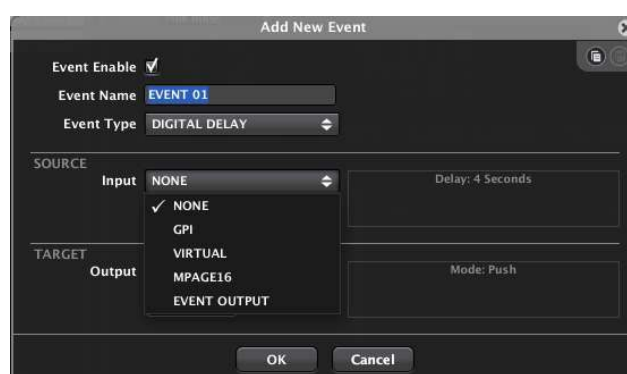 Add New Event
Event Enable
Event Name EVENT 01
Event Type DIGITAL DELAY
SOURCE
Input NONE
Delay: 4 Seconds
✓ NONE
GPI
VIRTUAL
MPAGE16
EVENT OUTPUT
TARGET
Output
Mode: Push
OK Cancel